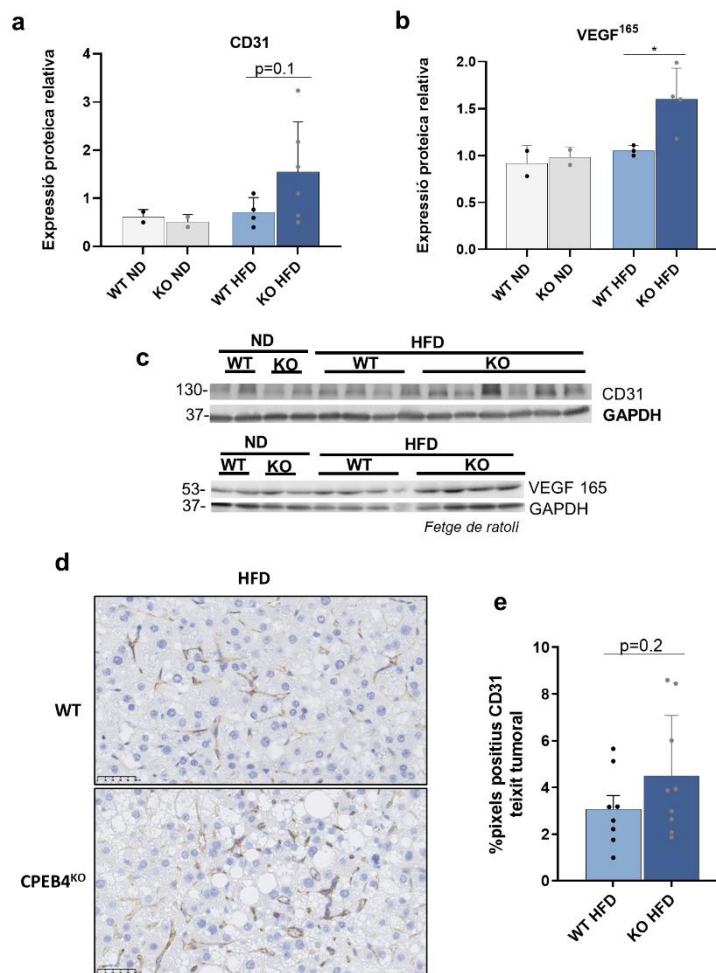 a
CD31
Expressió proteica relativa
6
4
2
1
0
p=0.1
WT ND
KO ND
WT HFD
KO HFD
b
VEGF165
Expressió proteica relativa
2.0
1.5
1.0
0.5
0.0
*
WT ND
KO ND
WT HFD
KO HFD
c
ND
HFD
WT
KO
WT
KO
130-
CD31
37-
GAPDH
ND
HFD
WT
KO
WT
KO
53-
VEGF 165
37-
GAPDH
Fetge de ratolí
d
HFD
WT
CPEB4KO
e
%pixels positius CD31
teixit tumoral
10
8
6
4
2
0
p=0.2
WT HFD
KO HFD